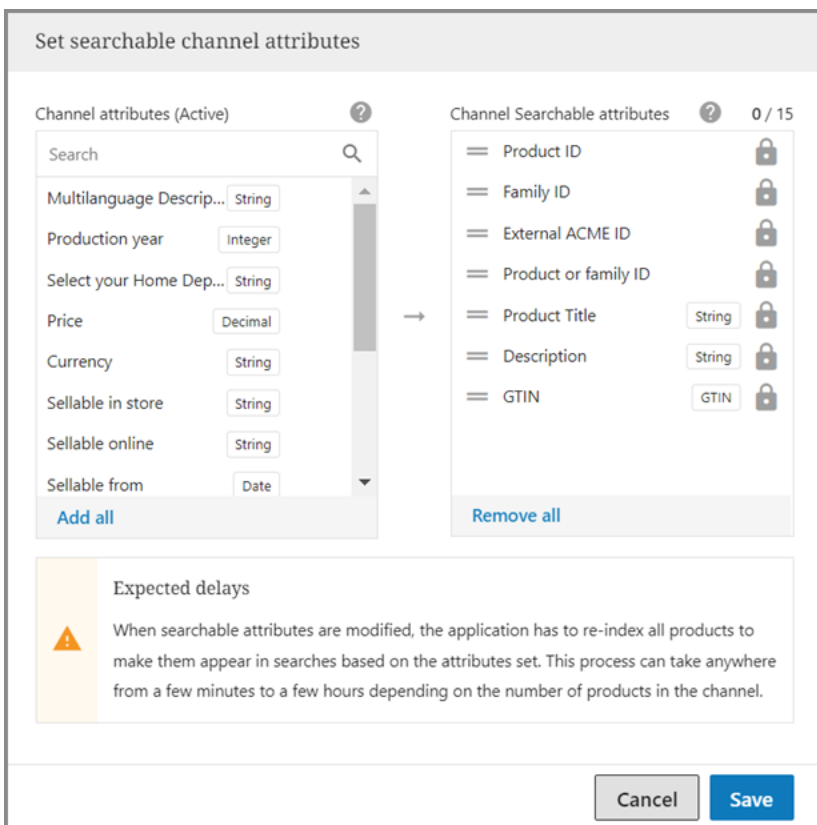 Set searchable channel attributes
Channel attributes (Active)
Search
Multilanguage Descrip... String
Production year Integer
Select your Home Dep... String
Price Decimal
Currency String
Sellable in store String
Sellable online String
Sellable from Date
Add all
Channel Searchable attributes 0 / 15
Product ID
Family ID
External ACME ID
Product or family ID
Product Title String
Description String
GTIN GTIN
Remove all
Expected delays
When searchable attributes are modified, the application has to re-index all products to
make them appear in searches based on the attributes set. This process can take anywhere
from a few minutes to a few hours depending on the number of products in the channel.
Cancel Save